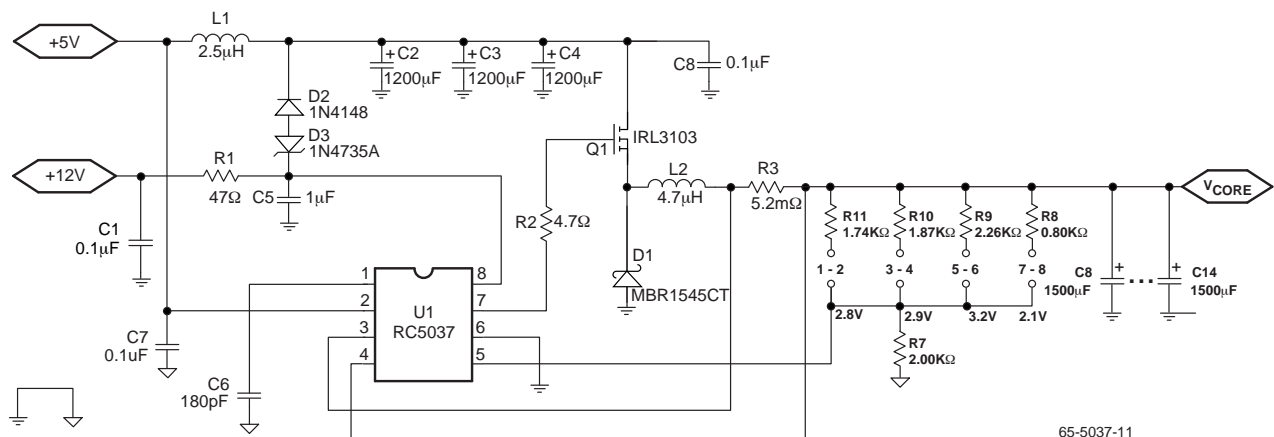 L1
+5V
2.5µH
+C2
1200µF
+C3
1200µF
+C4
1200µF
C8
0.1µF
D2
1N4148
D3
1N4735A
Q1
IRL3103
+12V
R1
47Ω
C5
1µF
L2
4.7µH
R3
5.2mΩ
VCORE
R2
4.7Ω
C1
0.1µF
R11
1.74KΩ
R10
1.87KΩ
R9
2.26KΩ
R8
0.80KΩ
1 - 2
3 - 4
5 - 6
7 - 8
D1
MBR1545CT
C8
+
1500µF
...
+
C14
1500µF
2.8V
2.9V
3.2V
2.1V
1
2
3
4
8
7
6
5
U1
RC5037
R7
2.00KΩ
C7
0.1uF
C6
180pF
65-5037-11